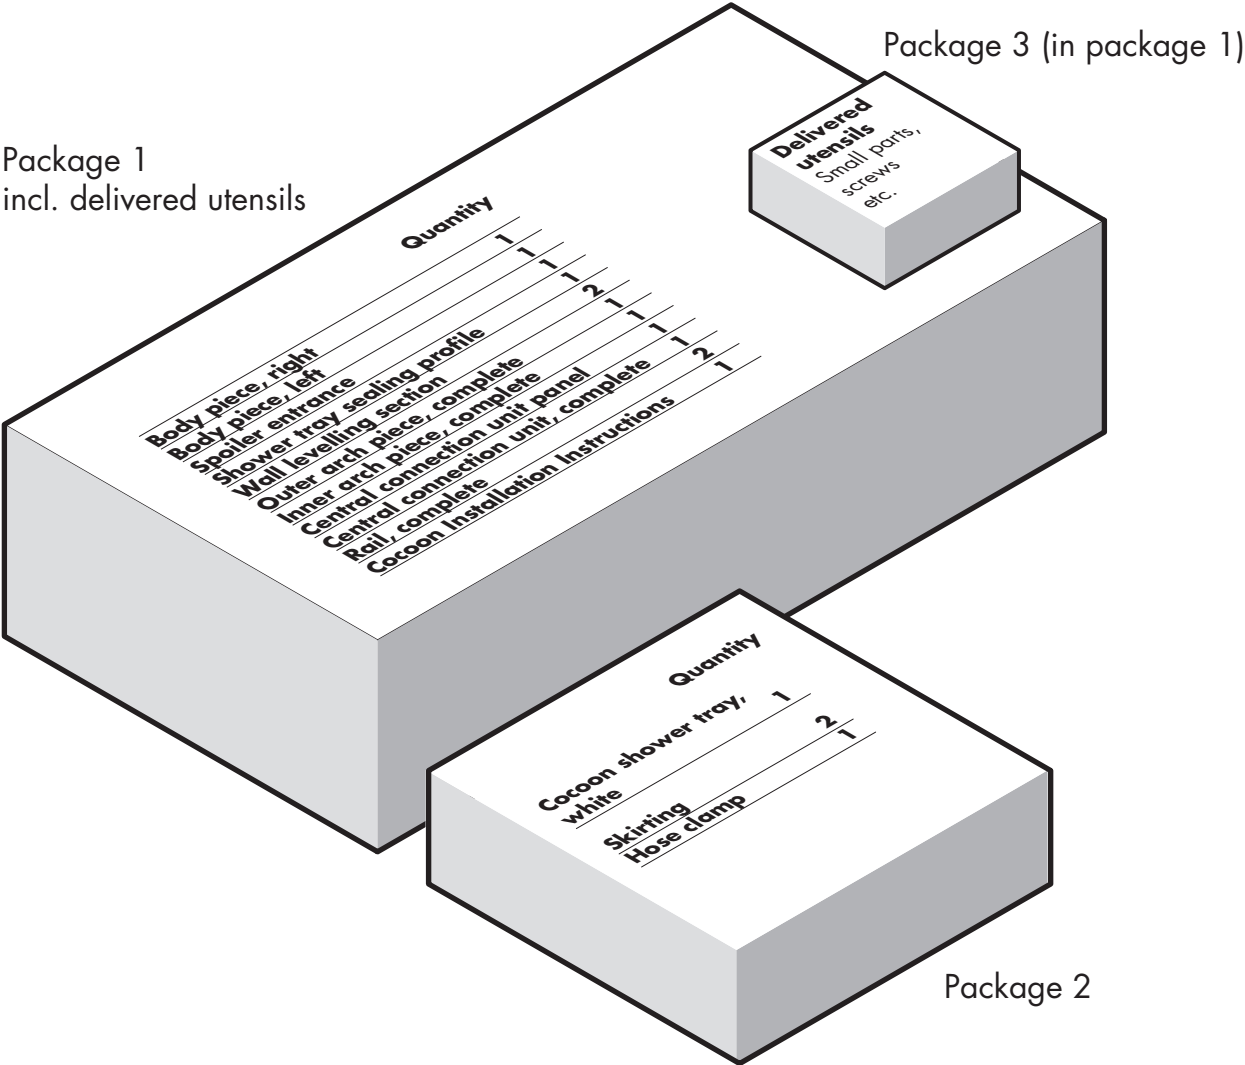 Package 3 (in package 1)
Delivered
utensils
Small parts,
screws
etc.
Package 1
incl. delivered utensils
Quantity
Body piece, right 1
Body piece, left 1
Spoiler entrance 1
Shower tray sealing profile 1
Wall levelling section 2
Outer arch piece, complete 1
Inner arch piece, complete 1
Central connection unit panel 1
Central connection unit, complete 1
Rail, complete 2
Cocoon Installation Instructions 1
Quantity
Cocoon shower tray, 1
white
Skirting 2
Hose clamp 1
Package 2